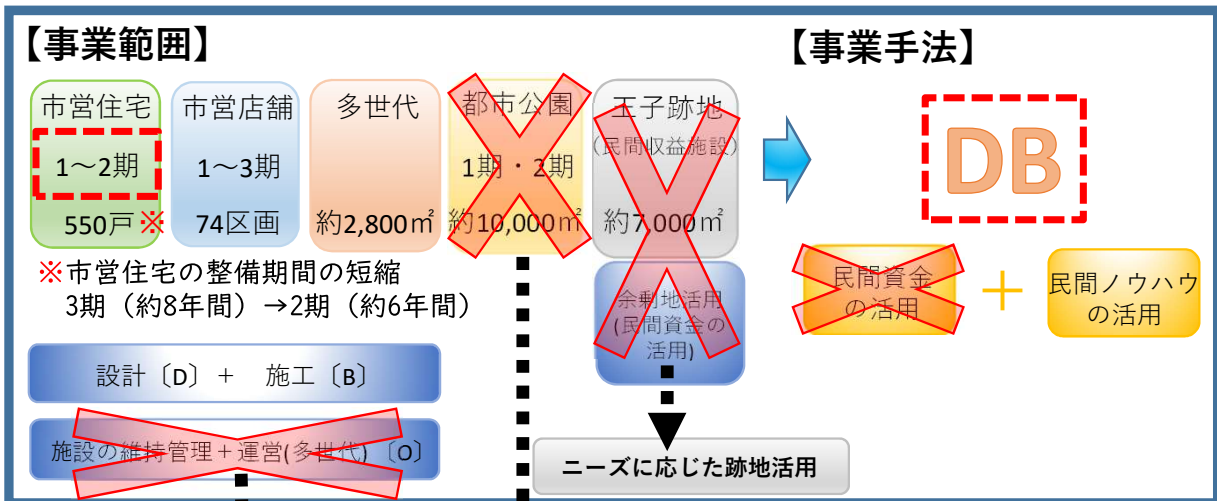 【事業範囲】
市営住宅
1～2期
550戸※
市営店舗
1～3期
74区画
多世代
約2,800㎡
都市公園
1期・2期
約10,000㎡
王子跡地
(民間収益施設)
約7,000㎡
余剰地活用
(民間資金の
活用)
※市営住宅の整備期間の短縮
3期（約8年間）→2期（約6年間）
設計〔D〕＋ 施工〔B〕
施設の維持管理＋運営(多世代)〔O〕
ニーズに応じた跡地活用
【事業手法】
DB
民間資金
の活用
＋
民間ノウハウ
の活用